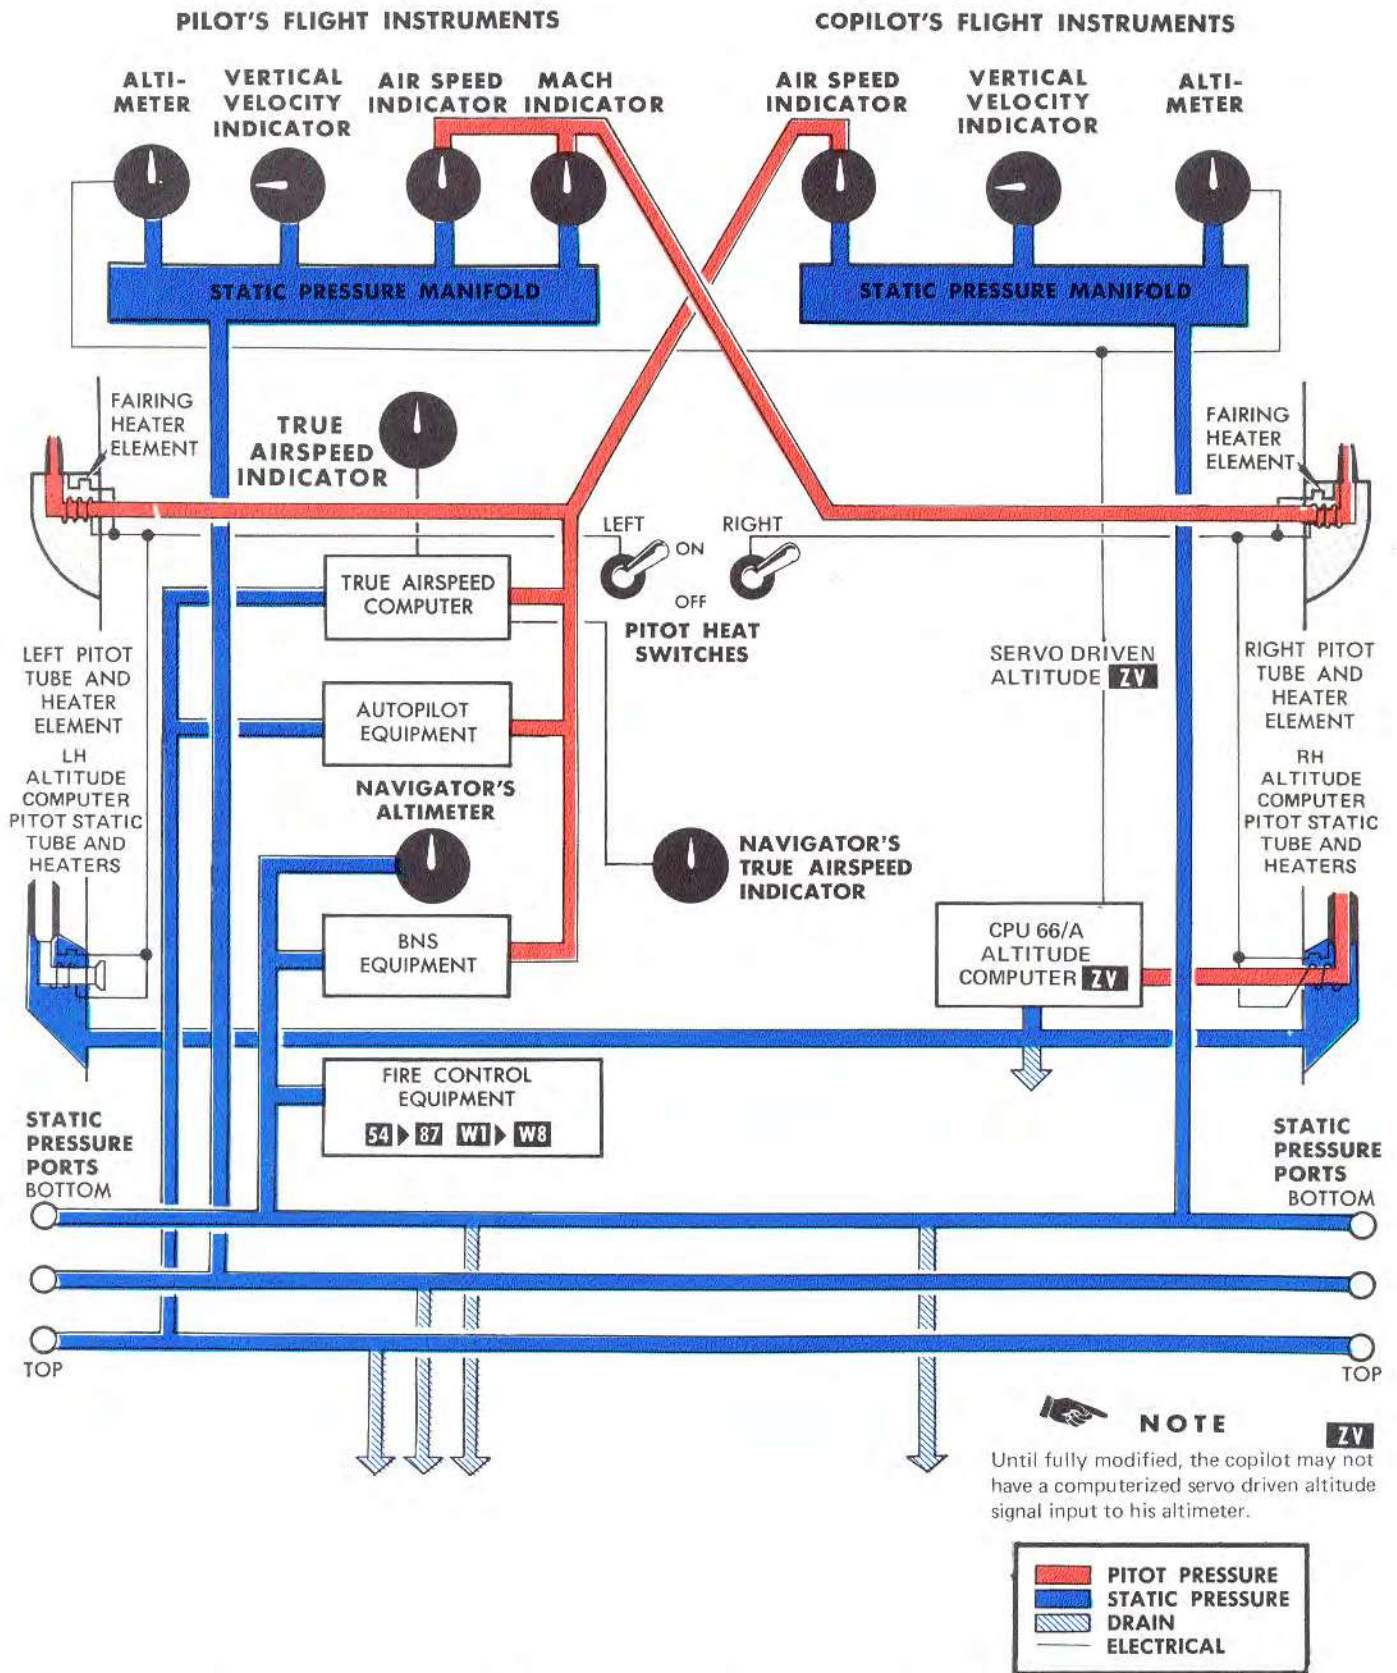 PILOT'S FLIGHT INSTRUMENTS
COPILOT'S FLIGHT INSTRUMENTS
ALTI-
METER
VERTICAL
VELOCITY
INDICATOR
AIR SPEED
INDICATOR
MACH
INDICATOR
AIR SPEED
INDICATOR
VERTICAL
VELOCITY
INDICATOR
ALTI-
METER
STATIC PRESSURE MANIFOLD
STATIC PRESSURE MANIFOLD
FAIRING
HEATER
ELEMENT
TRUE
AIRSPEED
INDICATOR
FAIRING
HEATER
ELEMENT
LEFT
RIGHT
ON
OFF
PITOT HEAT
SWITCHES
TRUE AIRSPEED
COMPUTER
LEFT PITOT
TUBE AND
HEATER
ELEMENT
SERVO DRIVEN
ALTITUDE ZV
RIGHT PITOT
TUBE AND
HEATER
ELEMENT
AUTOPILOT
EQUIPMENT
LH
ALTITUDE
COMPUTER
PITOT STATIC
TUBE AND
HEATERS
NAVIGATOR'S
ALTIMETER
NAVIGATOR'S
TRUE AIRSPEED
INDICATOR
RH
ALTITUDE
COMPUTER
PITOT STATIC
TUBE AND
HEATERS
BNS
EQUIPMENT
CPU 66/A
ALTITUDE
COMPUTER ZV
FIRE CONTROL
EQUIPMENT
54 87 W1 W8
STATIC
PRESSURE
PORTS
BOTTOM
STATIC
PRESSURE
PORTS
BOTTOM
TOP
TOP
NOTE
ZV
Until fully modified, the copilot may not
have a computerized servo driven altitude
signal input to his altimeter.
PITOT PRESSURE
STATIC PRESSURE
DRAIN
ELECTRICAL